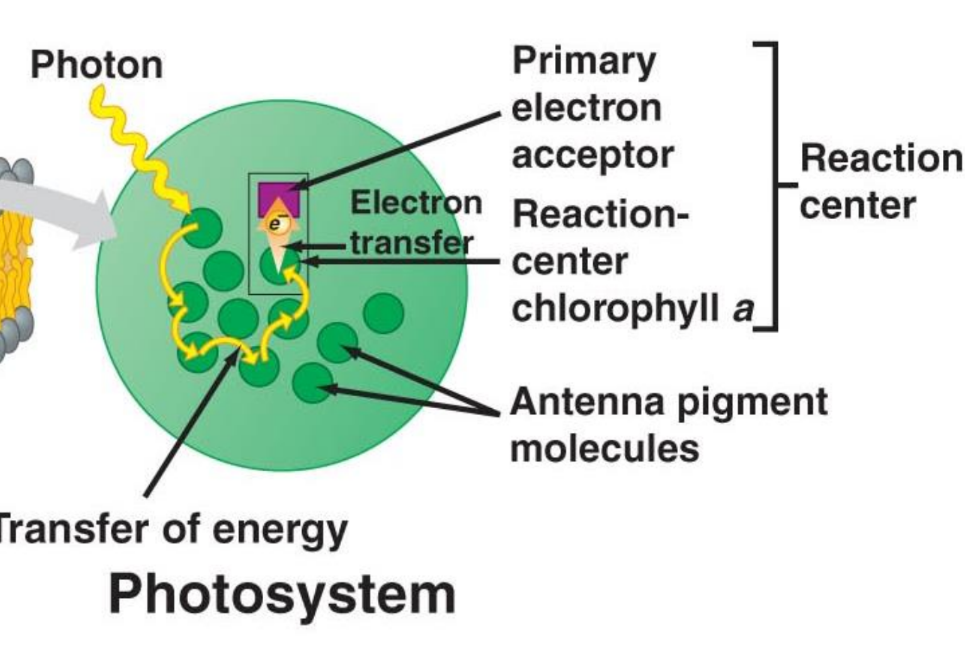 Photon
Primary
electron
acceptor
Reaction
center
Electron
transfer
e⁻
Reaction-
center
chlorophyll a
Antenna pigment
molecules
Transfer of energy
Photosystem